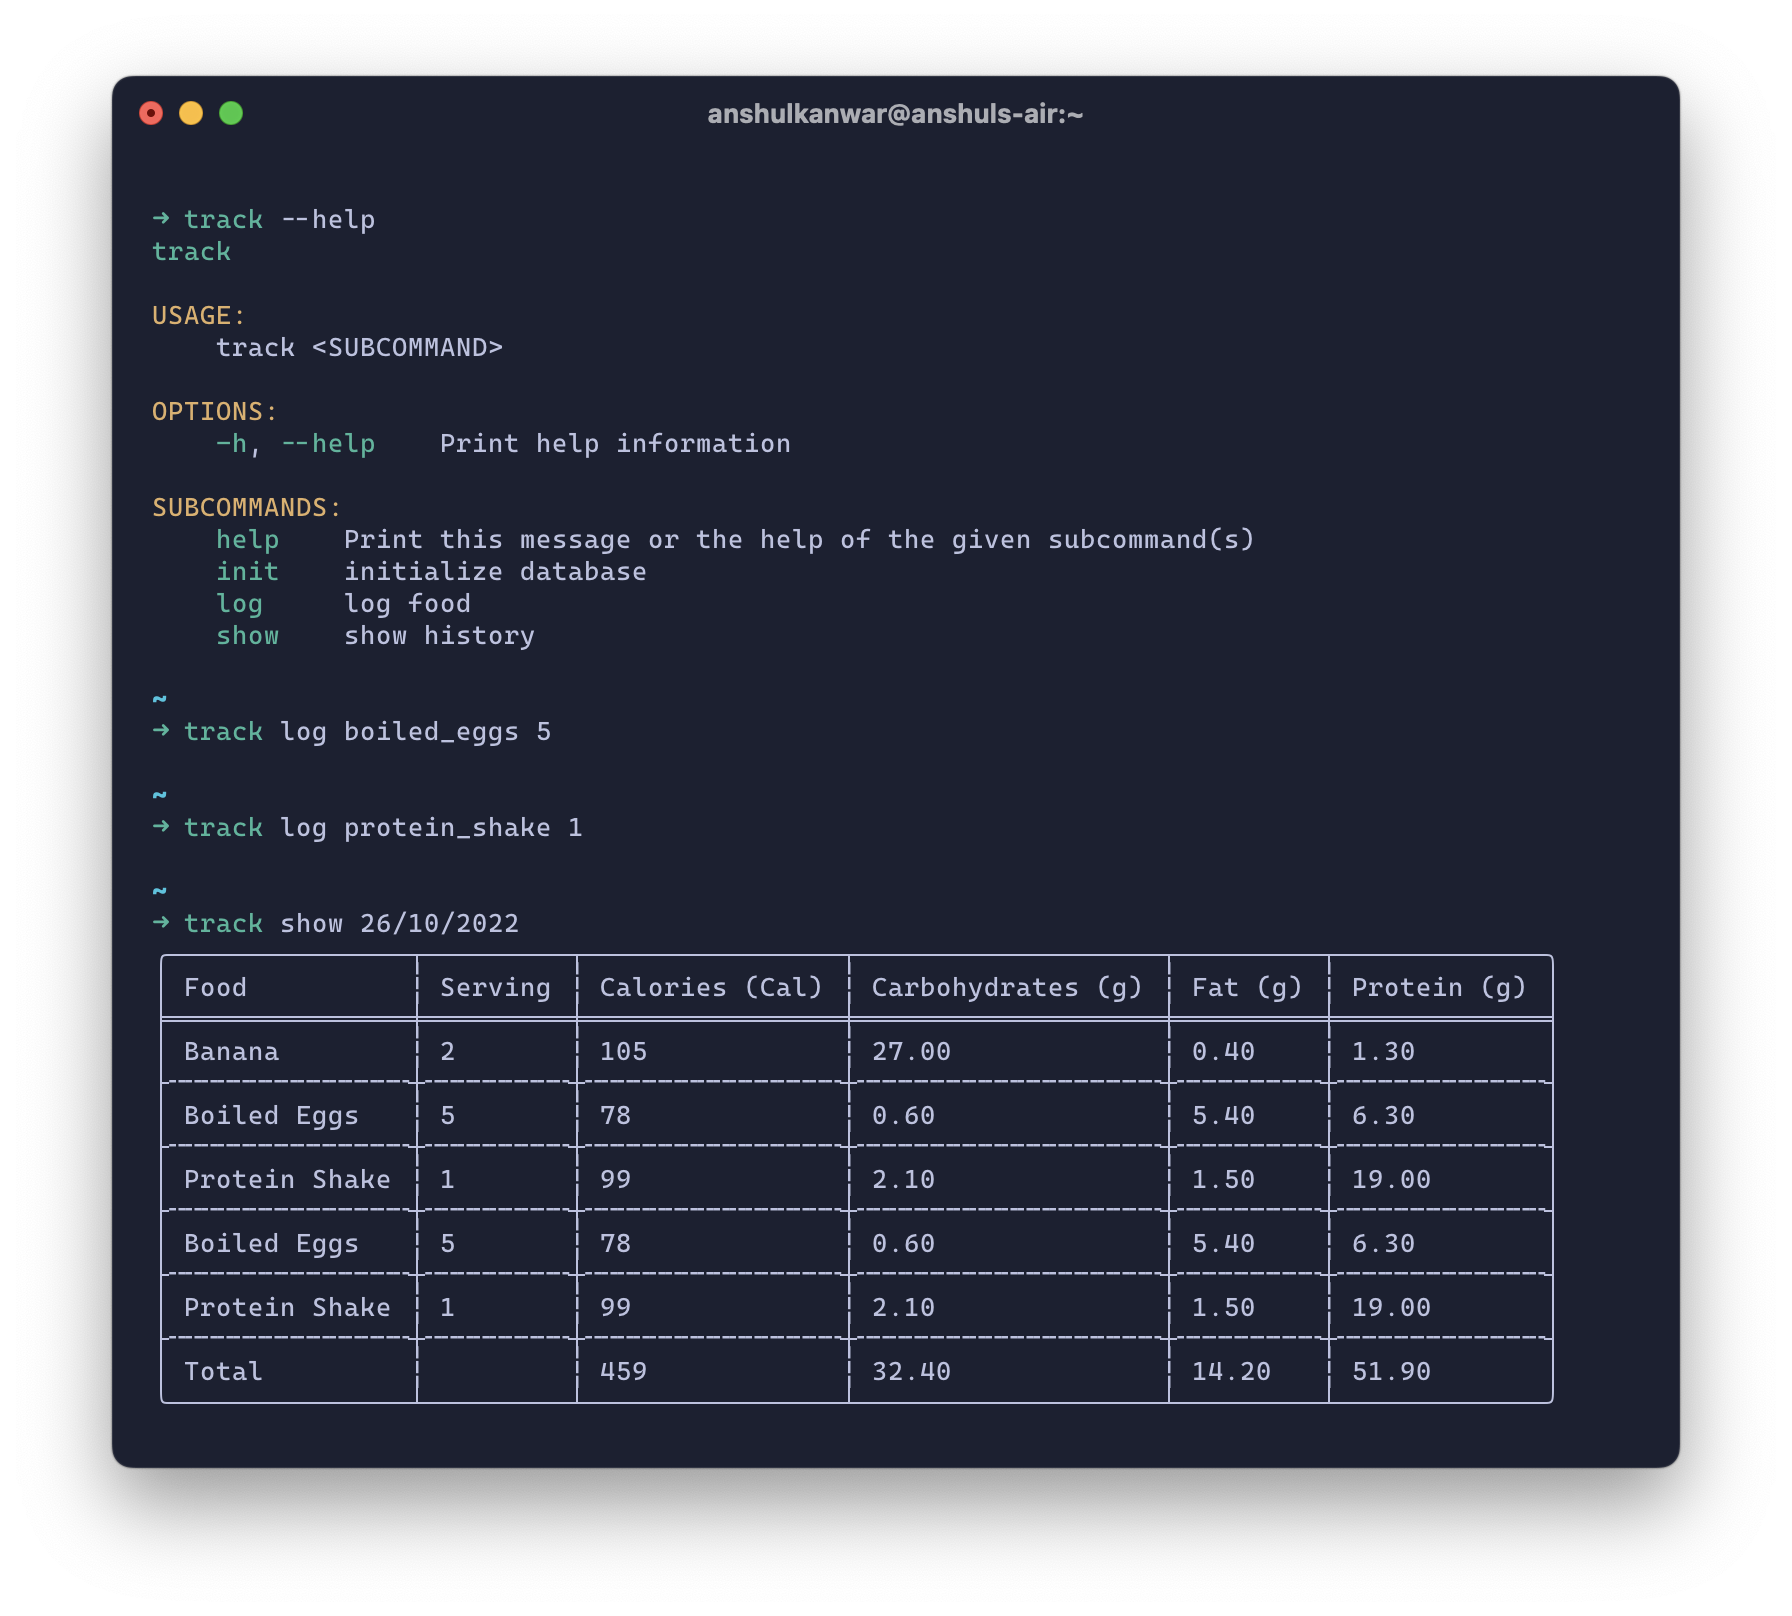 anshulkanwar@anshuls-air:~
➜ track --help
track
USAGE:
    track <SUBCOMMAND>
OPTIONS:
    -h, --help    Print help information
SUBCOMMANDS:
    help    Print this message or the help of the given subcommand(s)
    init    initialize database
    log     log food
    show    show history
~
➜ track log boiled_eggs 5
~
➜ track log protein_shake 1
~
➜ track show 26/10/2022
Food Serving Calories (Cal) Carbohydrates (g) Fat (g) Protein (g)
Banana 2 105 27.00 0.40 1.30
Boiled Eggs 5 78 0.60 5.40 6.30
Protein Shake 1 99 2.10 1.50 19.00
Boiled Eggs 5 78 0.60 5.40 6.30
Protein Shake 1 99 2.10 1.50 19.00
Total 459 32.40 14.20 51.90